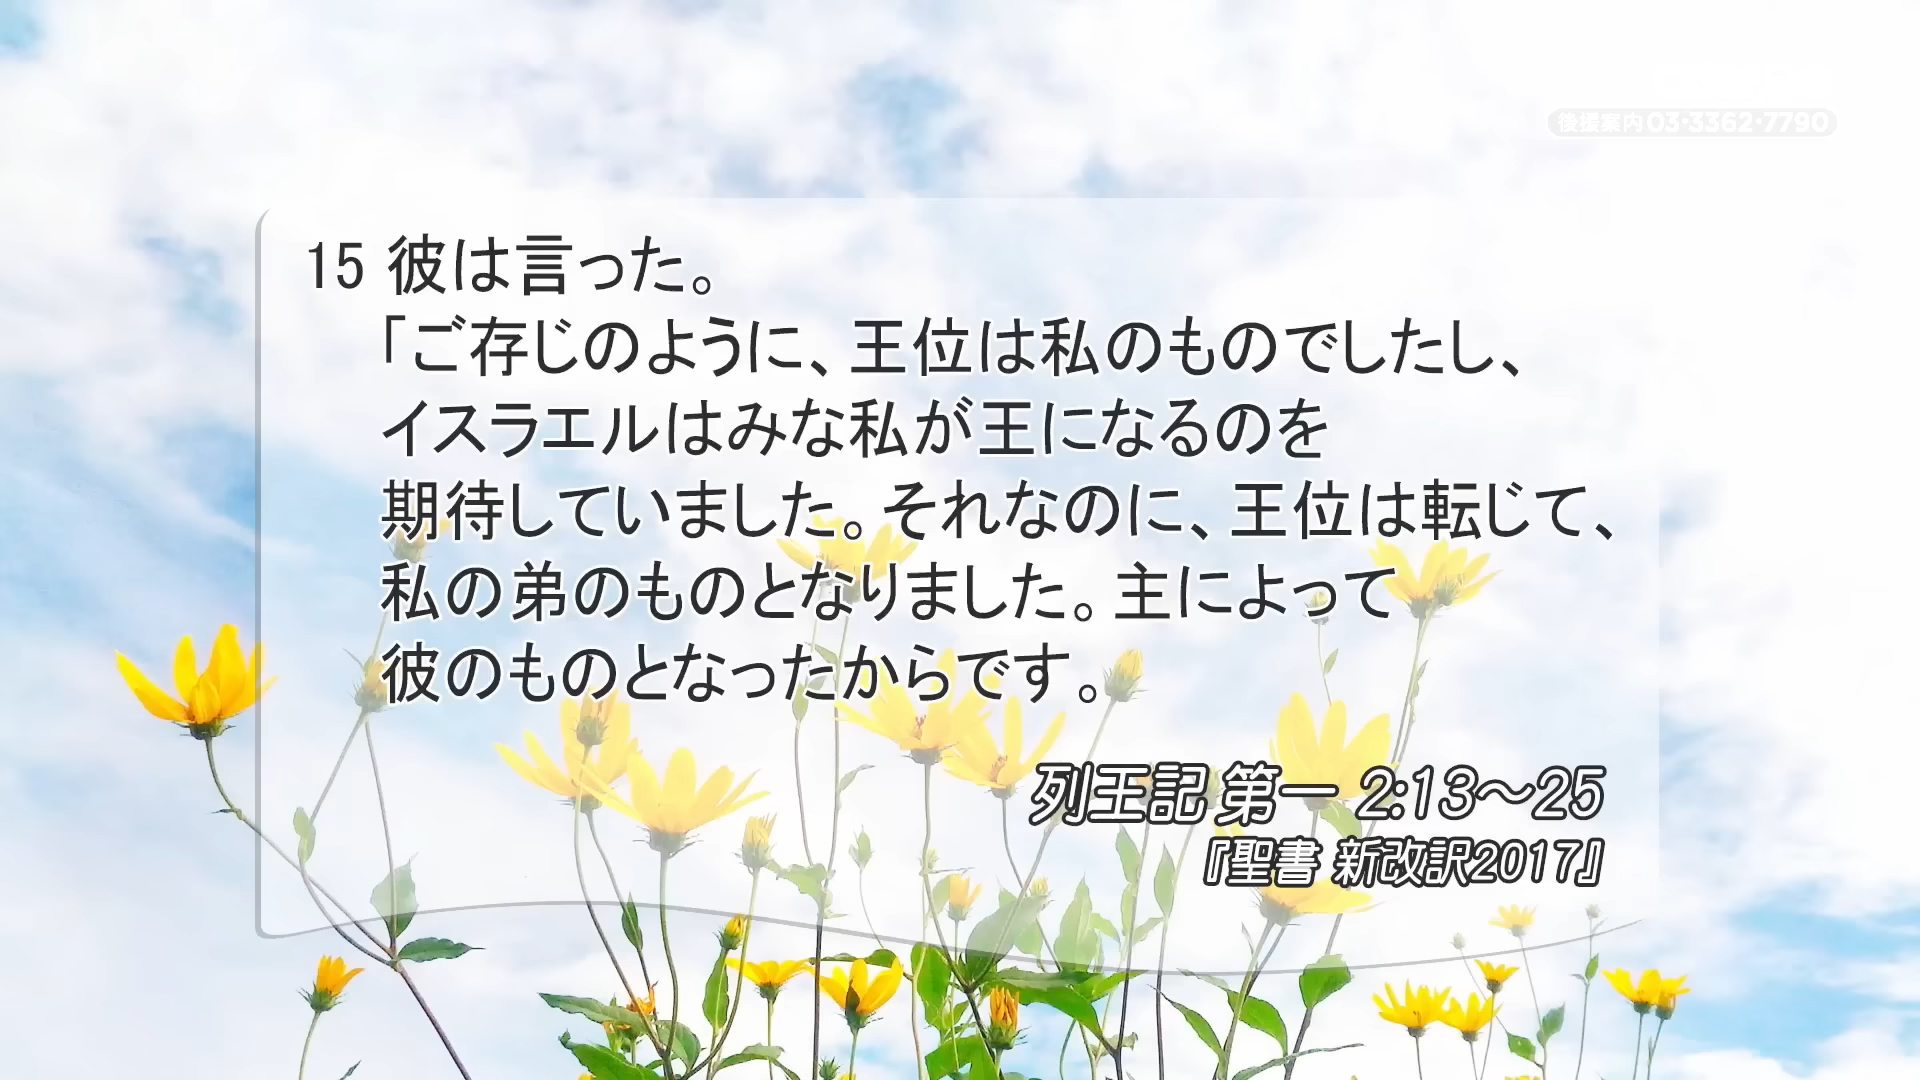 後援案内 03·3362·7790
15 彼は言った。
「ご存じのように、王位は私のものでしたし、
イスラエルはみな私が王になるのを
期待していました。それなのに、王位は転じて、
私の弟のものとなりました。主によって
彼のものとなったからです。
列王記 第一 2:13〜25
『聖書 新改訳2017』